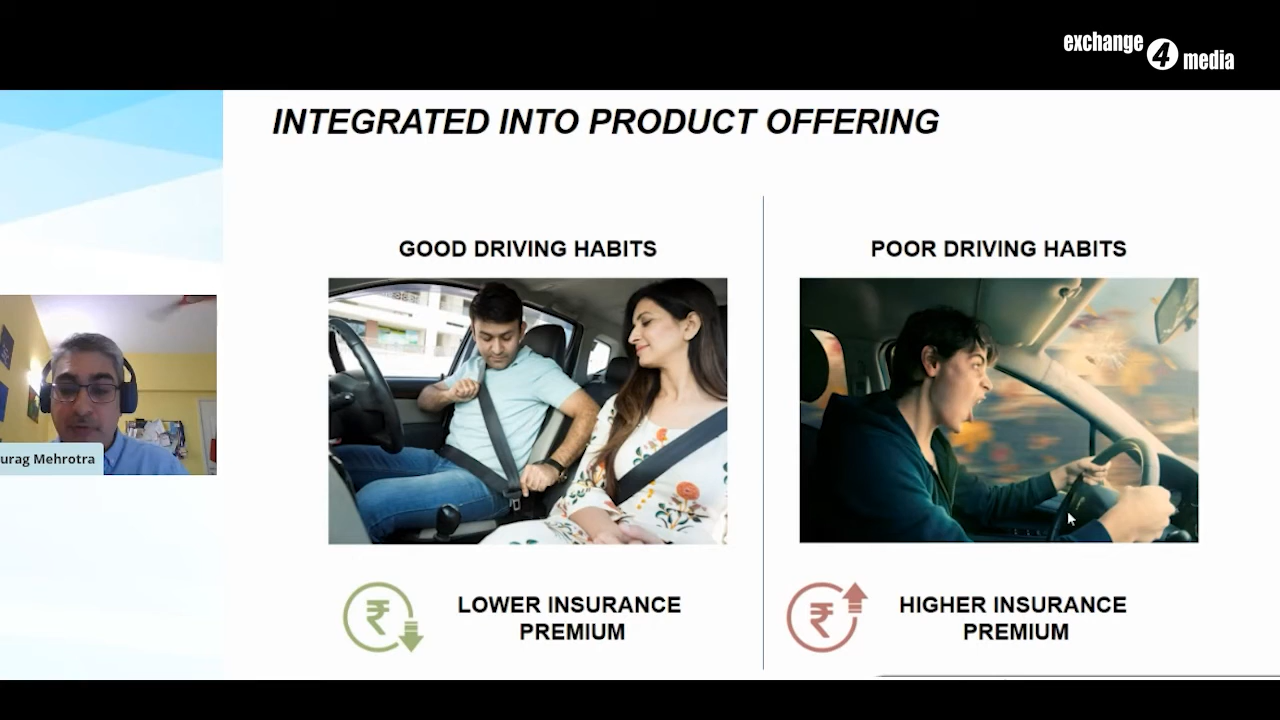 exchange
4
media
INTEGRATED INTO PRODUCT OFFERING
GOOD DRIVING HABITS
POOR DRIVING HABITS
urag Mehrotra
₹
LOWER INSURANCE
PREMIUM
₹
HIGHER INSURANCE
PREMIUM